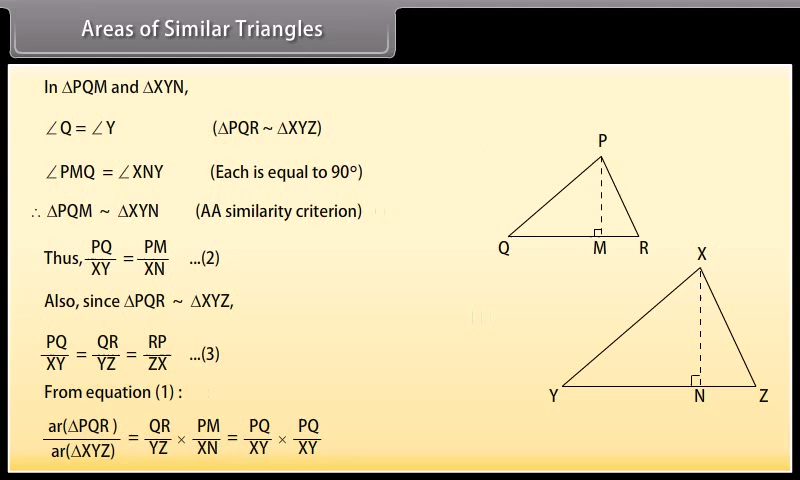 Areas of Similar Triangles
In ΔPQM and ΔXYN,
∠Q = ∠Y (ΔPQR ~ ΔXYZ)
∠PMQ = ∠XNY (Each is equal to 90º)
∴ ΔPQM ~ ΔXYN (AA similarity criterion)
Thus, PQ/XY = PM/XN ...(2)
Also, since ΔPQR ~ ΔXYZ,
PQ/XY = QR/YZ = RP/ZX ...(3)
From equation (1) :
ar(ΔPQR )/ar(ΔXYZ) = QR/YZ × PM/XN = PQ/XY × PQ/XY
P
Q M R
X
Y N Z